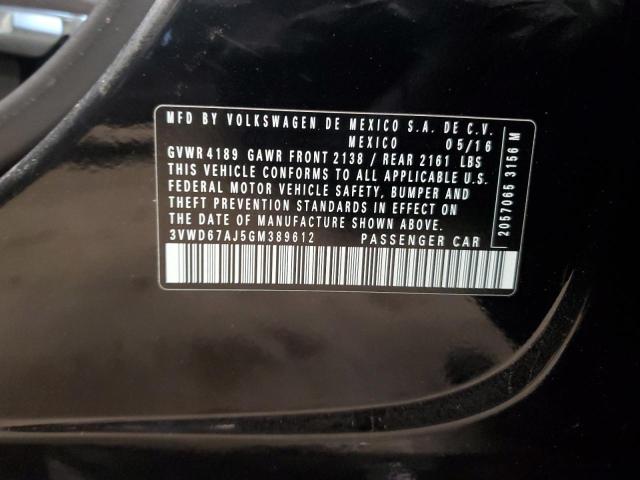 MFD BY VOLKSWAGEN DE MEXICO S.A. DE C.V.
MEXICO 05/16
GVWR 4189 GAWR FRONT 2138 / REAR 2161 LBS
THIS VEHICLE CONFORMS TO ALL APPLICABLE U.S.
FEDERAL MOTOR VEHICLE SAFETY, BUMPER AND
THEFT PREVENTION STANDARDS IN EFFECT ON
THE DATE OF MANUFACTURE SHOWN ABOVE.
3VWD67AJ5GM389612 PASSENGER CAR
2057065 3156 M